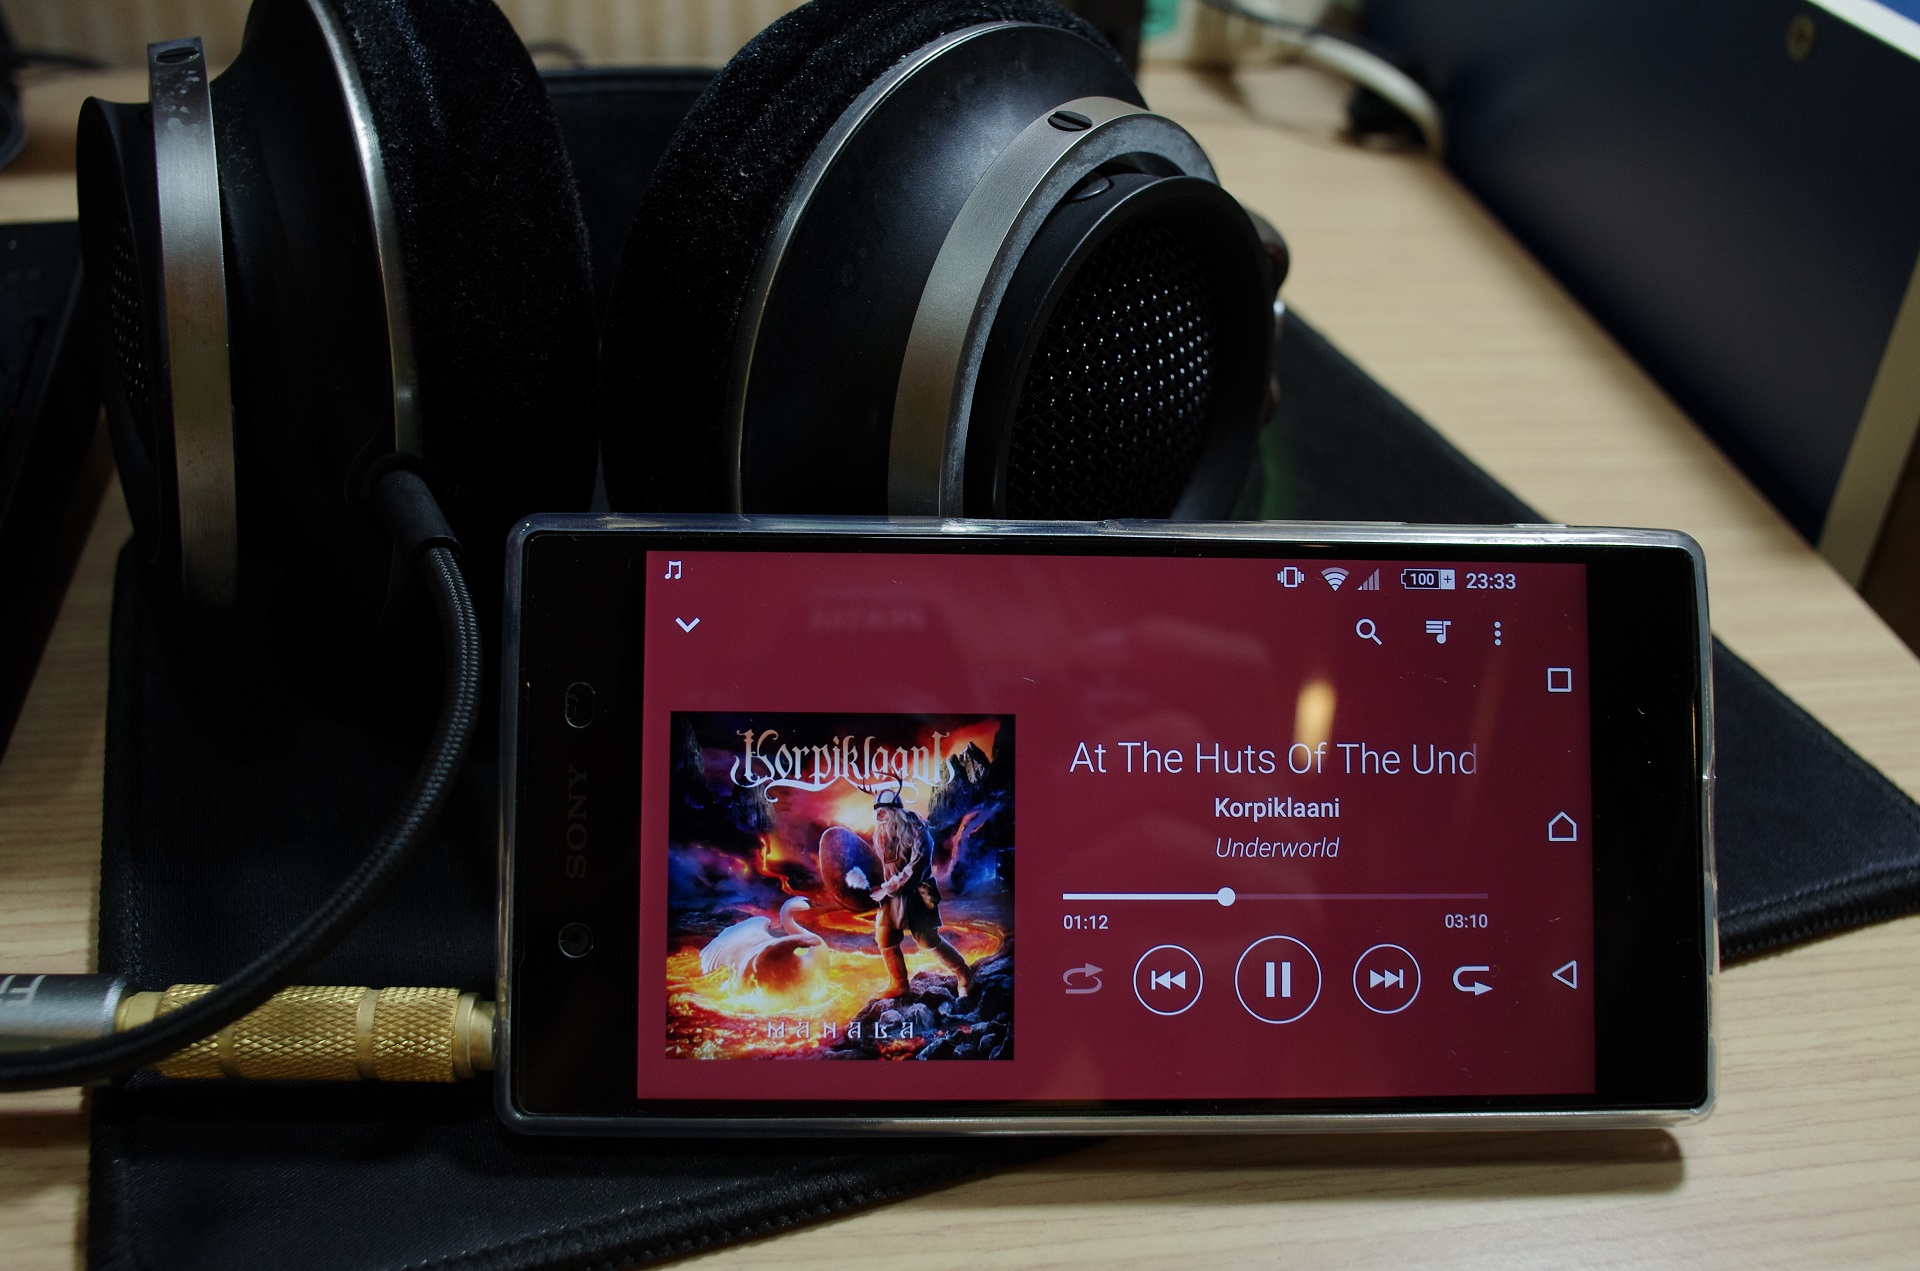 100
23:33
Korpiklaani
MANALA
At The Huts Of The Und
Korpiklaani
Underworld
01:12
03:10
SONY